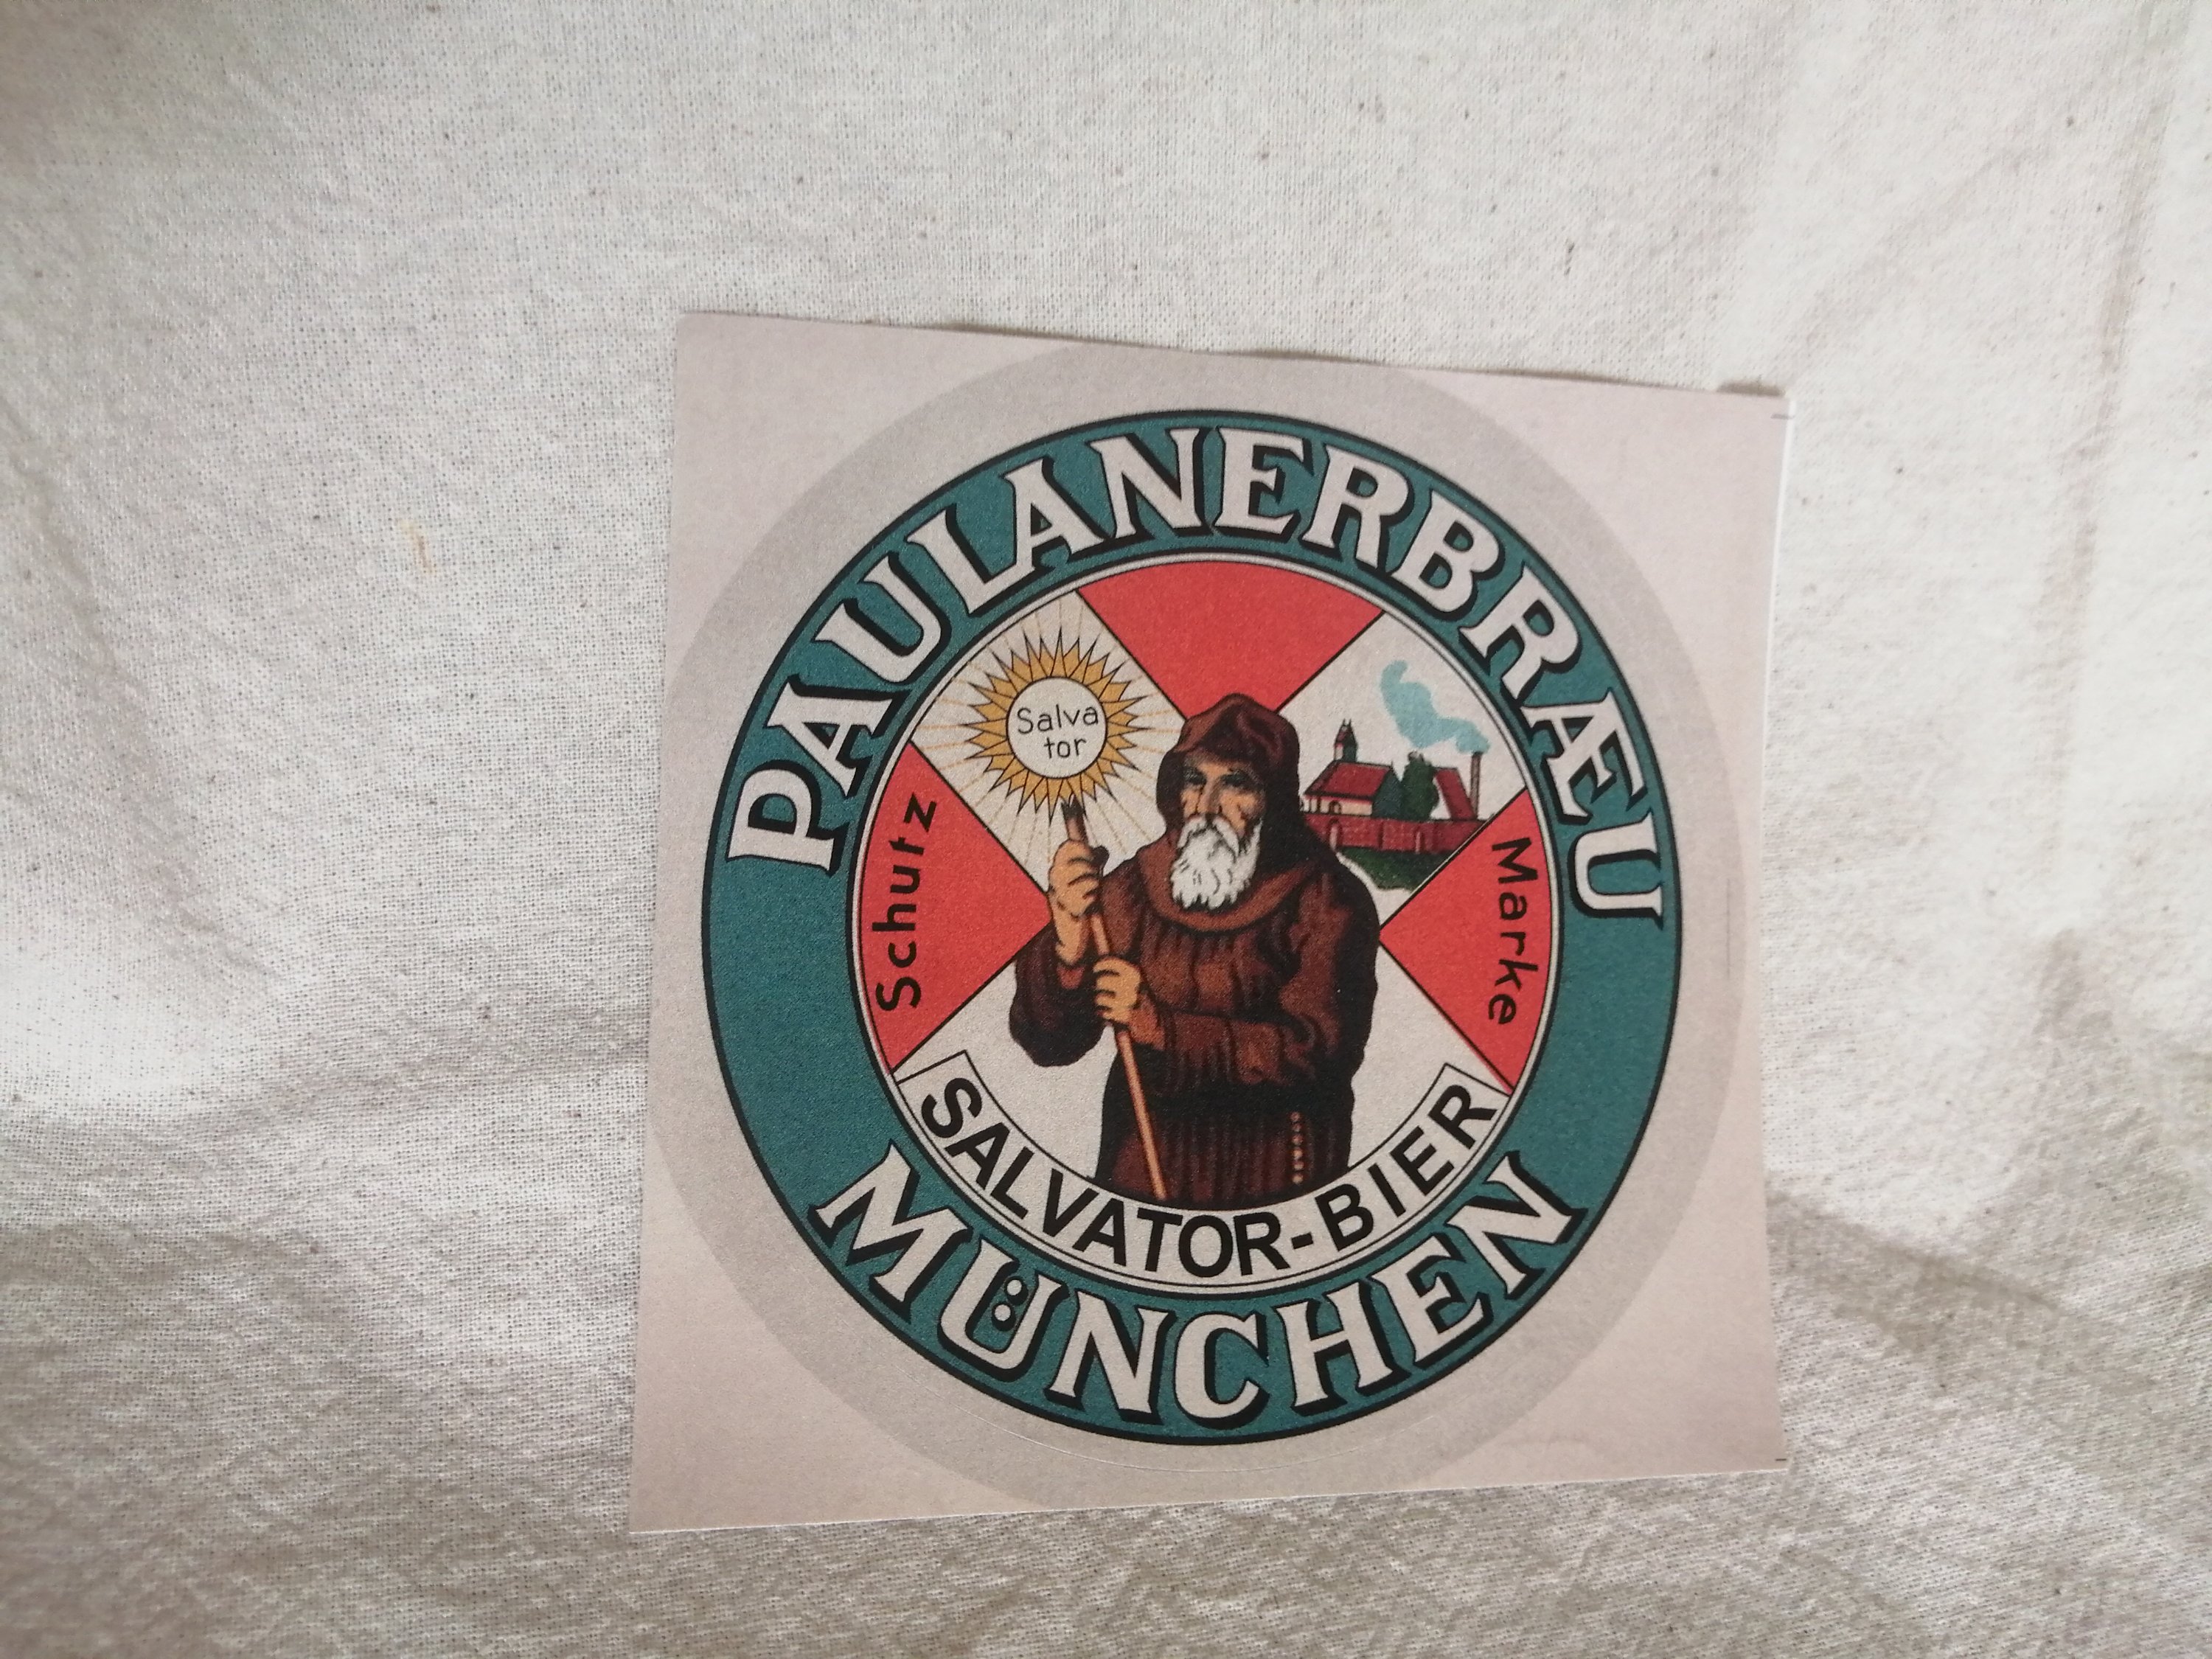 PAULANERBRÆU
Salva
tor
Schutz
Marke
SALVATOR-BIER
MÜNCHEN